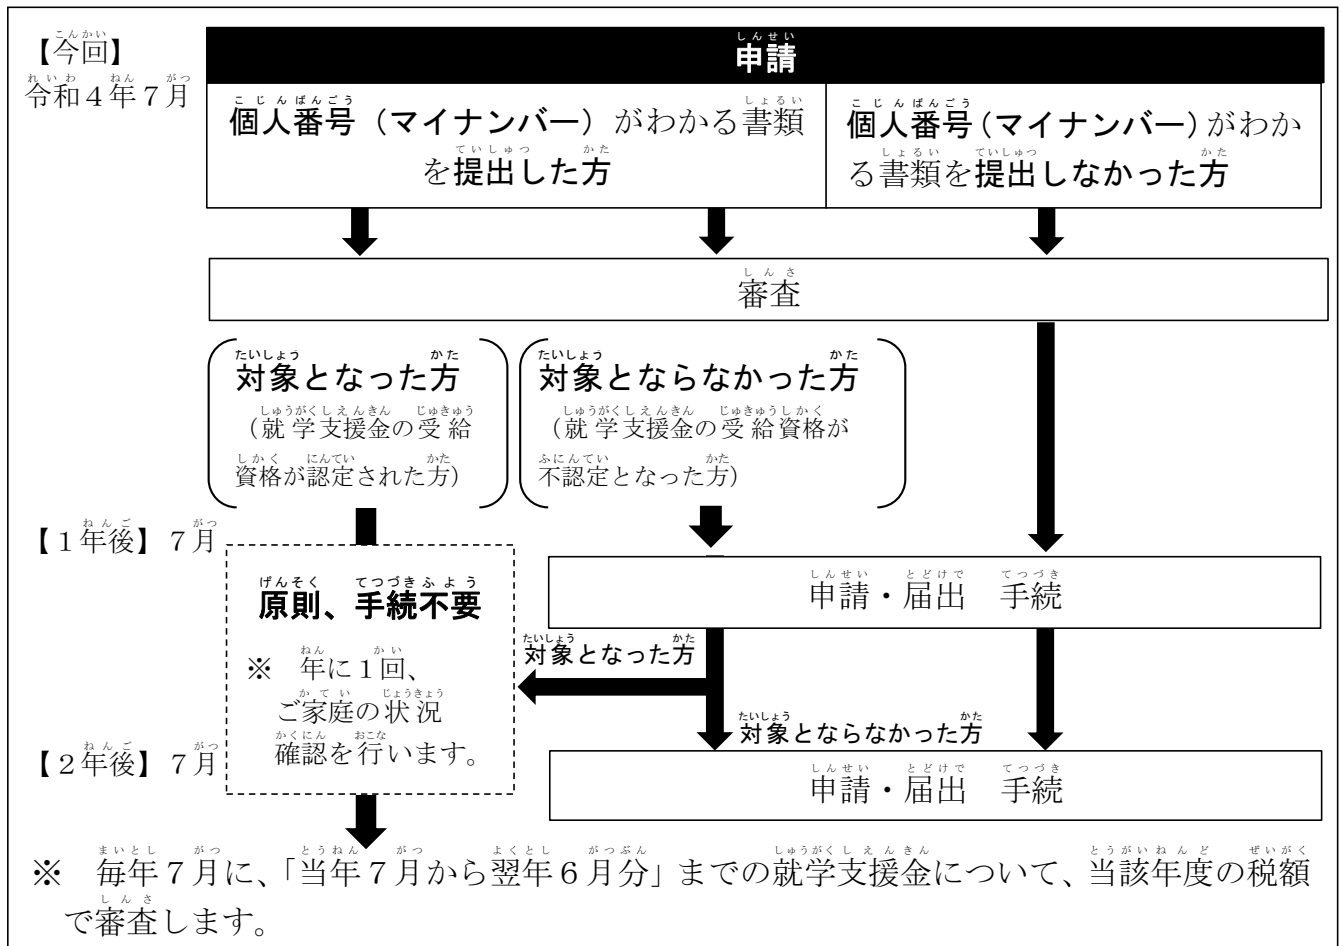 【今回】
令和４年７月
申請
個人番号（マイナンバー）がわかる書類
を提出した方
個人番号（マイナンバー）がわか
る書類を提出しなかった方
審査
対象となった方
（就学支援金の受給
資格が認定された方）
対象とならなかった方
（就学支援金の受給資格が
不認定となった方）
【１年後】７月
原則、手続不要
※　年に１回、
ご家庭の状況
確認を行います。
申請・届出　手続
対象となった方
対象とならなかった方
【２年後】７月
申請・届出　手続
※　毎年７月に、「当年７月から翌年６月分」までの就学支援金について、当該年度の税額
で審査します。